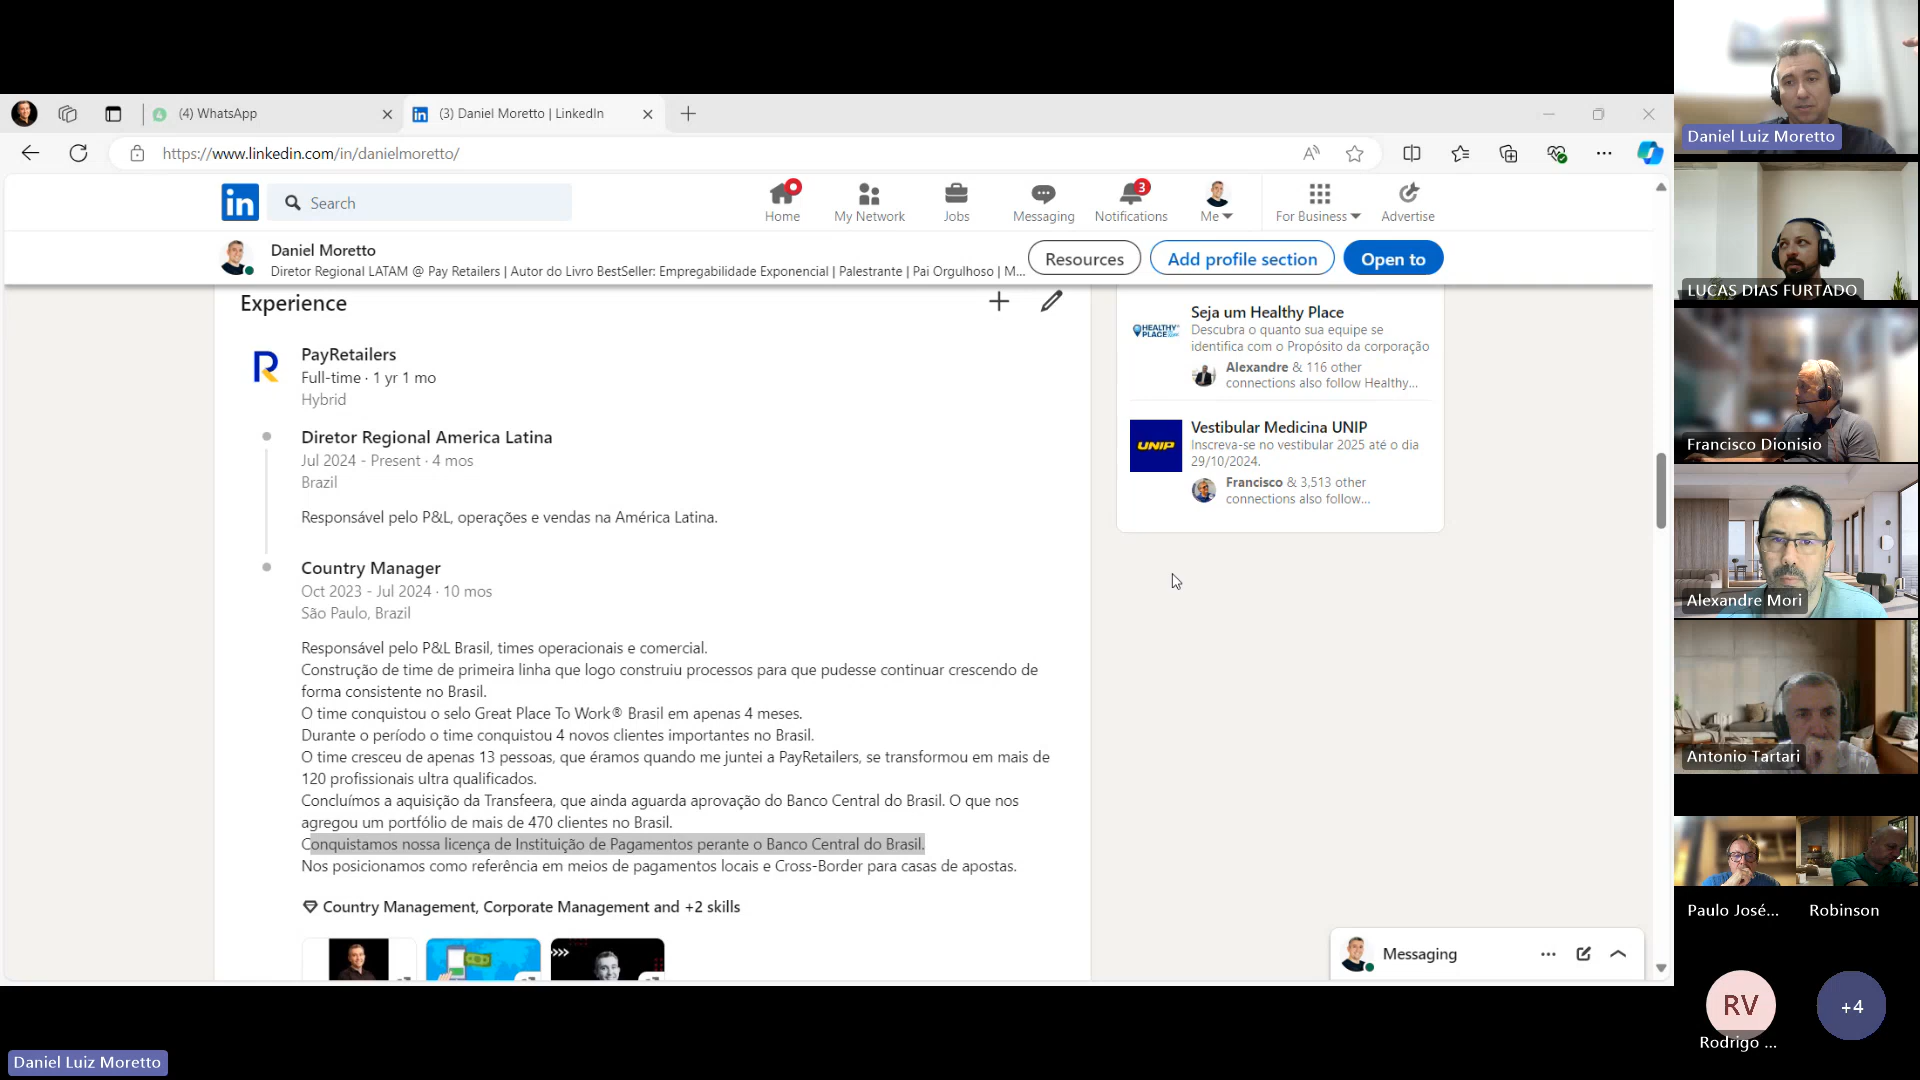 (4) WhatsApp
(3) Daniel Moretto | LinkedIn
https://www.linkedin.com/in/danielmoretto/
in
Search
Home
My Network
Jobs
Messaging
3
Notifications
Me
For Business
Advertise
Daniel Moretto
Diretor Regional LATAM @ Pay Retailers | Autor do Livro BestSeller: Empregabilidade Exponencial | Palestrante | Pai Orgulhoso | M...
Resources
Add profile section
Open to
Experience
PayRetailers
Full-time · 1 yr 1 mo
Hybrid
Diretor Regional America Latina
Jul 2024 - Present · 4 mos
Brazil
Responsável pelo P&L, operações e vendas na América Latina.
Country Manager
Oct 2023 - Jul 2024 · 10 mos
São Paulo, Brazil
Responsável pelo P&L Brasil, times operacionais e comercial.
Construção de time de primeira linha que logo construiu processos para que pudesse continuar crescendo de
forma consistente no Brasil.
O time conquistou o selo Great Place To Work® Brasil em apenas 4 meses.
Durante o período o time conquistou 4 novos clientes importantes no Brasil.
O time cresceu de apenas 13 pessoas, que éramos quando me juntei a PayRetailers, se transformou em mais de
120 profissionais ultra qualificados.
Concluímos a aquisição da Transfeera, que ainda aguarda aprovação do Banco Central do Brasil. O que nos
agregou um portfólio de mais de 470 clientes no Brasil.
Conquistamos nossa licença de Instituição de Pagamentos perante o Banco Central do Brasil.
Nos posicionamos como referência em meios de pagamentos locais e Cross-Border para casas de apostas.
Country Management, Corporate Management and +2 skills
HEALTHY PLACE
Seja um Healthy Place
Descubra o quanto sua equipe se
identifica com o Propósito da corporação
Alexandre & 116 other
connections also follow Healthy...
UNIP
Vestibular Medicina UNIP
Inscreva-se no vestibular 2025 até o dia
29/10/2024.
Francisco & 3,513 other
connections also follow...
Messaging
Daniel Luiz Moretto
LUCAS DIAS FURTADO
Francisco Dionisio
Alexandre Mori
Antonio Tartari
Paulo José...
Robinson
RV
+4
Rodrigo ...
Daniel Luiz Moretto